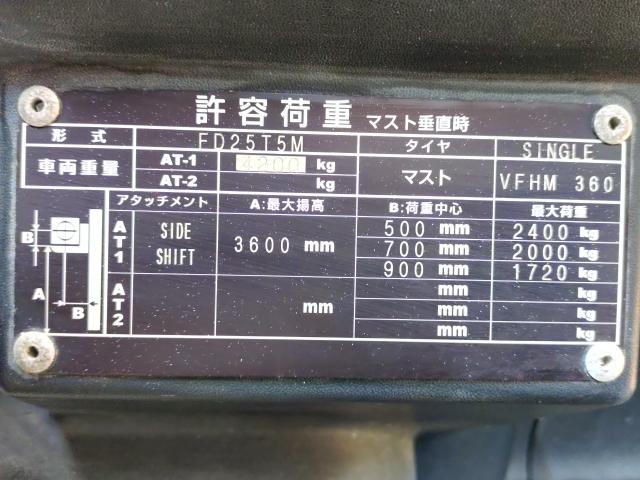 許容荷重 マスト垂直時
形式 FD25T5M タイヤ SINGLE
車両重量 AT-1 4200 kg マスト VFHM 360
AT-2 kg
アタッチメント A:最大揚高 B:荷重中心 最大荷重
AT1 SIDE SHIFT 3600 mm 500 mm 2400 kg
700 mm 2000 kg
900 mm 1720 kg
AT2 mm mm kg
mm kg
mm kg
B
A
B